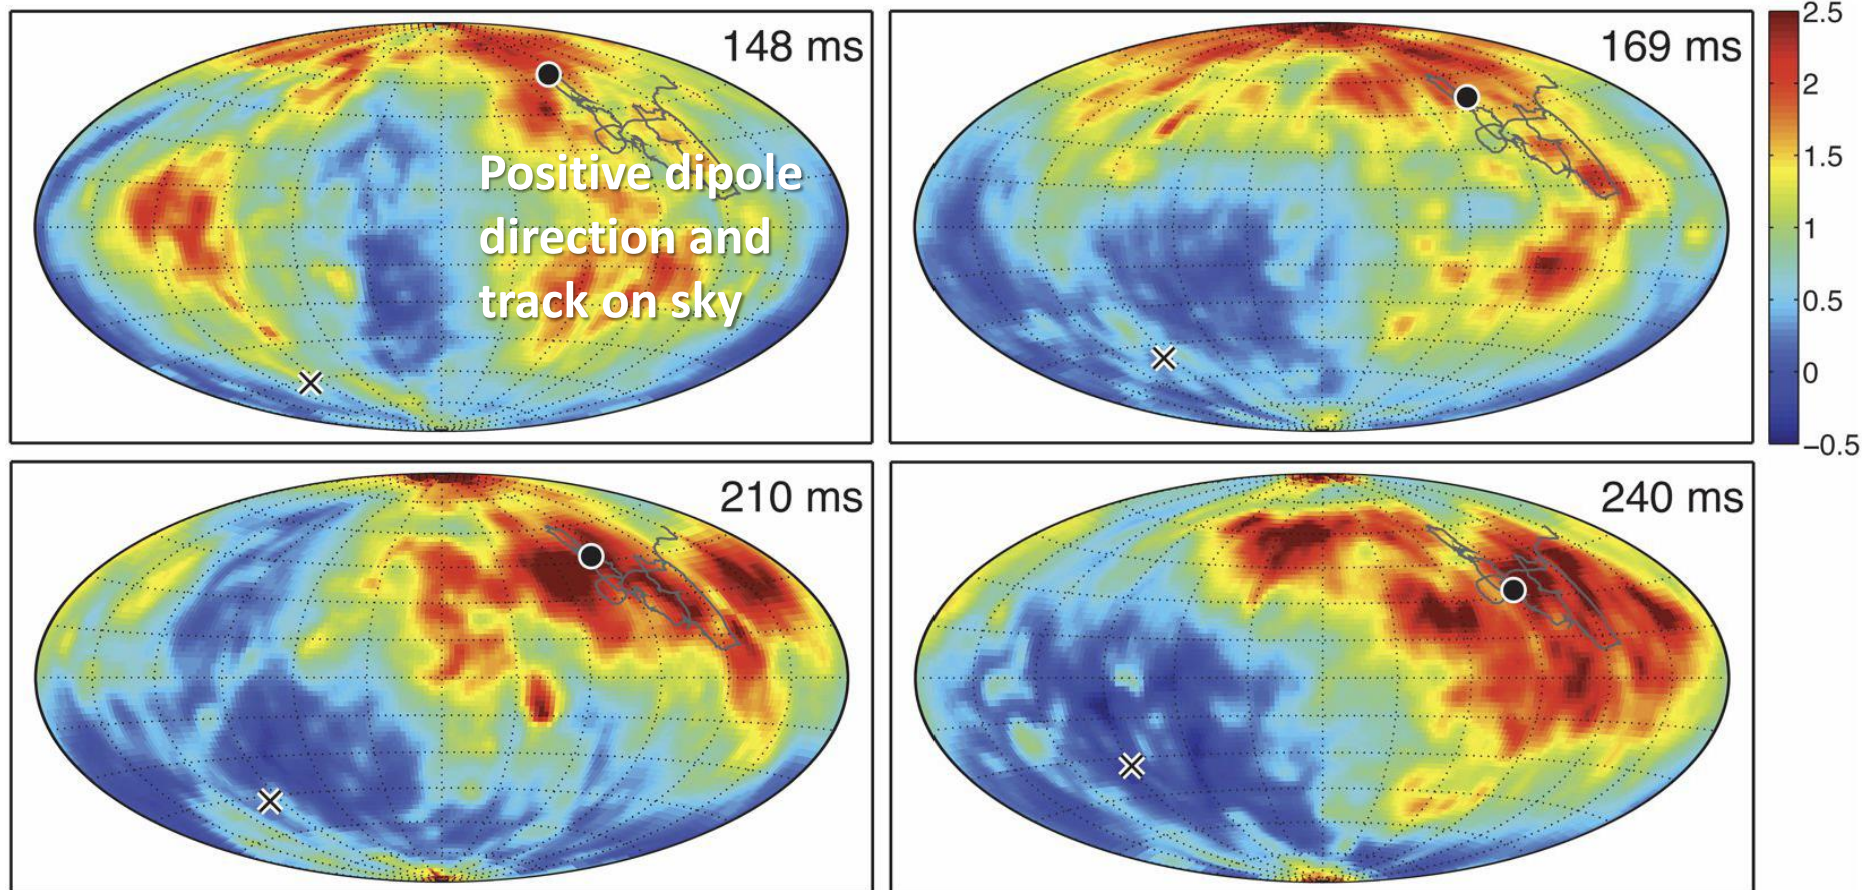 148 ms
169 ms
Positive dipole
direction and
track on sky
210 ms
240 ms
2.5
2
1.5
1
0.5
0
−0.5